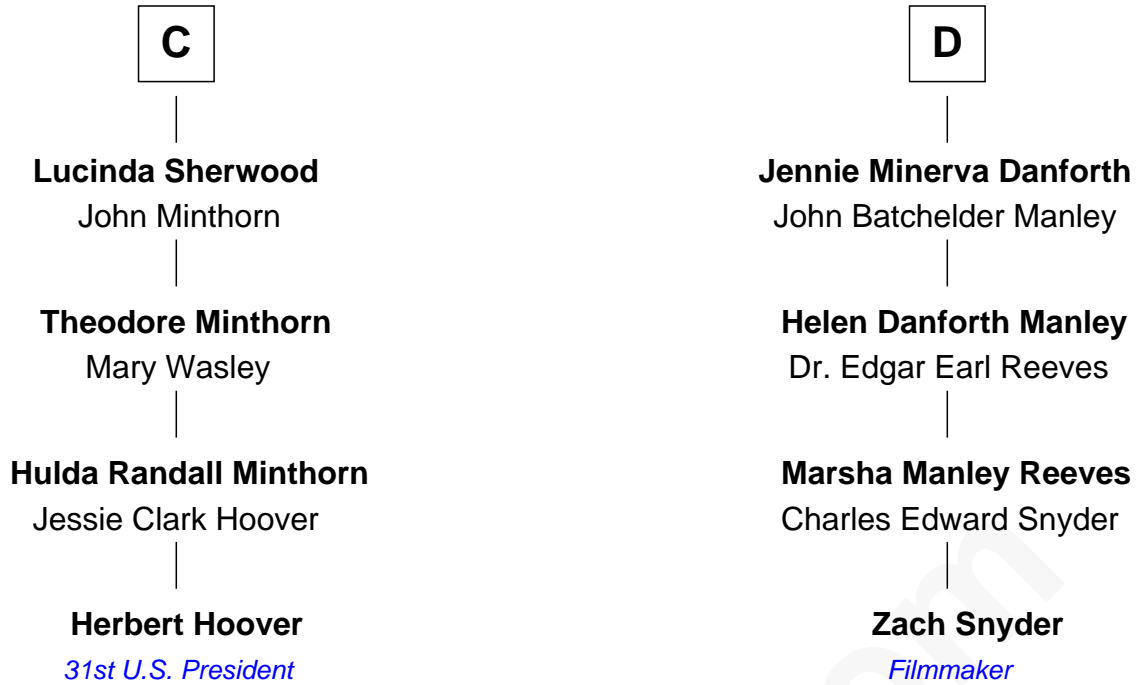 C
Lucinda Sherwood
John Minthorn
Theodore Minthorn
Mary Wasley
Hulda Randall Minthorn
Jessie Clark Hoover
Herbert Hoover
31st U.S. President
D
Jennie Minerva Danforth
John Batchelder Manley
Helen Danforth Manley
Dr. Edgar Earl Reeves
Marsha Manley Reeves
Charles Edward Snyder
Zach Snyder
Filmmaker